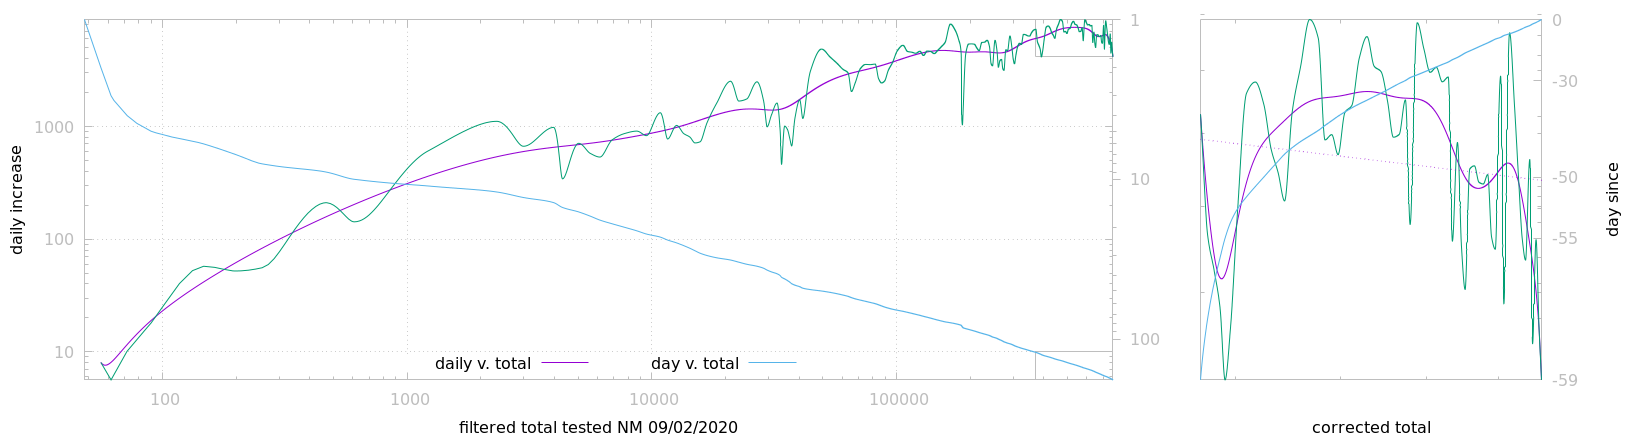 1
0
-30
1000
daily increase
10
-50
day since
100
-55
10
daily v. total
day v. total
100
-59
100
1000
10000
100000
filtered total tested NM 09/02/2020
corrected total